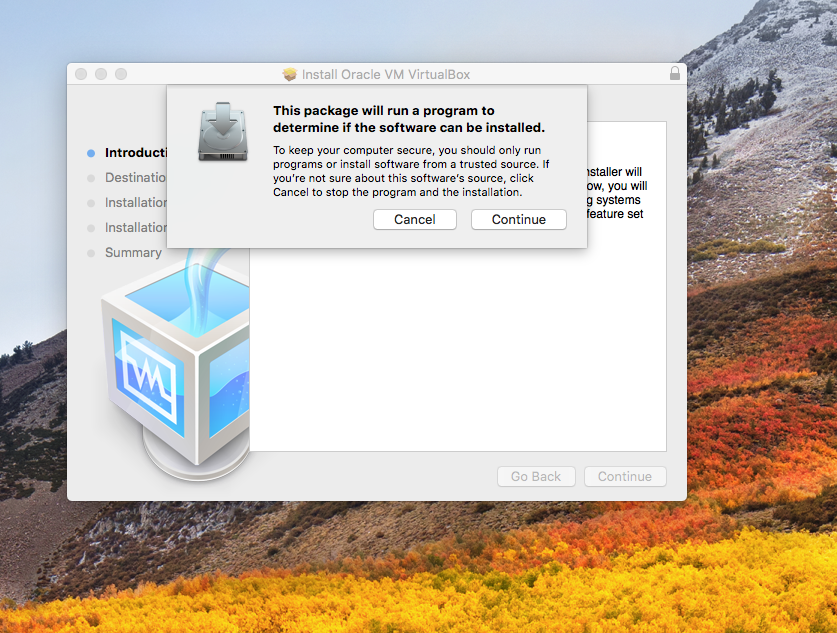 Install Oracle VM VirtualBox
This package will run a program to
determine if the software can be installed.
To keep your computer secure, you should only run
programs or install software from a trusted source. If
you're not sure about this software's source, click
Cancel to stop the program and the installation.
Cancel
Continue
Introducti
Destinatio
Installation
Installation
Summary
nstaller will
ow, you will
g systems
feature set
Go Back
Continue